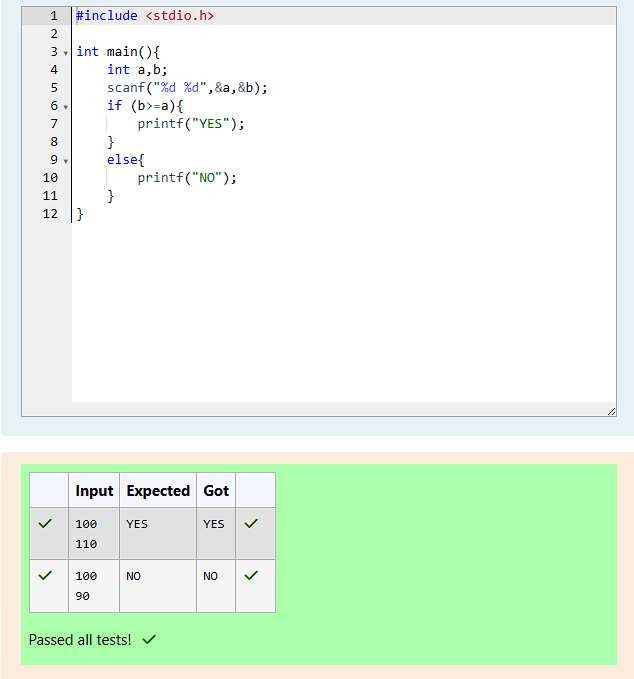 1 #include <stdio.h>
2
3 int main(){
4     int a,b;
5     scanf("%d %d",&a,&b);
6     if (b>=a){
7         printf("YES");
8     }
9     else{
10         printf("NO");
11     }
12 }
Input Expected Got
100 YES YES
110
100 NO NO
90
Passed all tests!